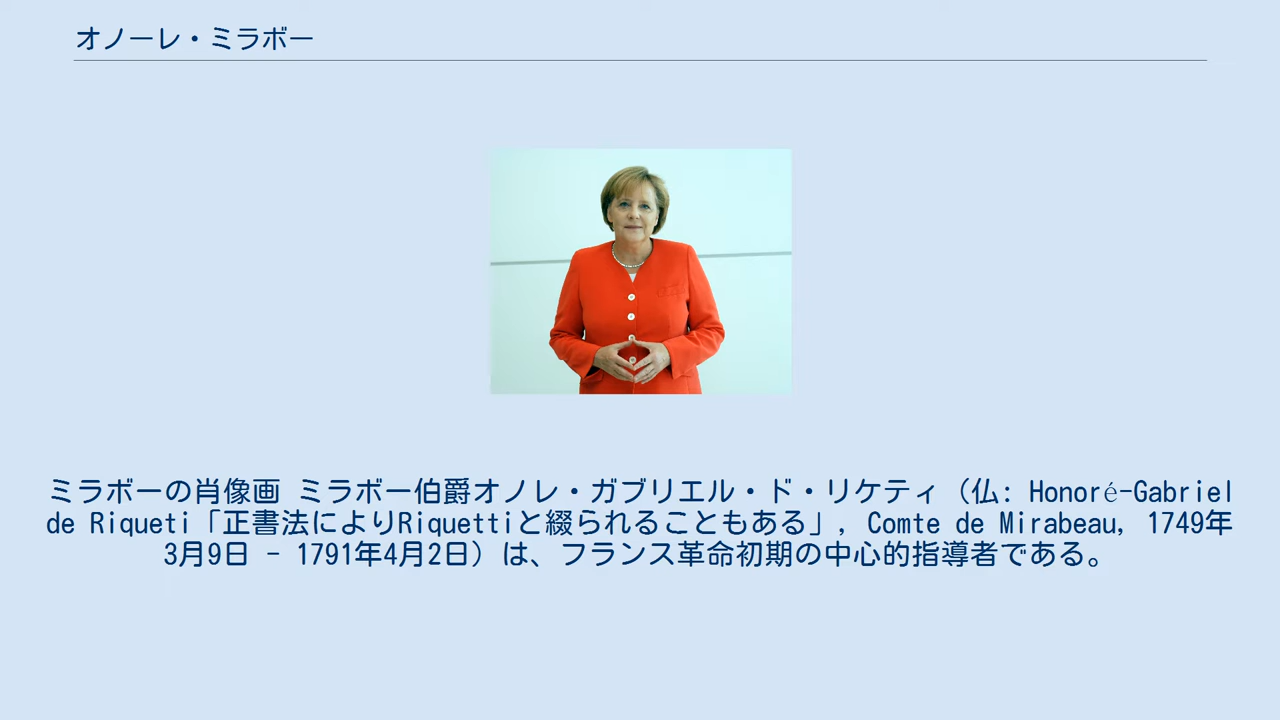 オノーレ・ミラボー
ミラボーの肖像画 ミラボー伯爵オノレ・ガブリエル・ド・リケティ（仏: Honoré-Gabriel
de Riqueti「正書法によりRiquettiと綴られることもある」, Comte de Mirabeau, 1749年
3月9日 - 1791年4月2日）は、フランス革命初期の中心的指導者である。